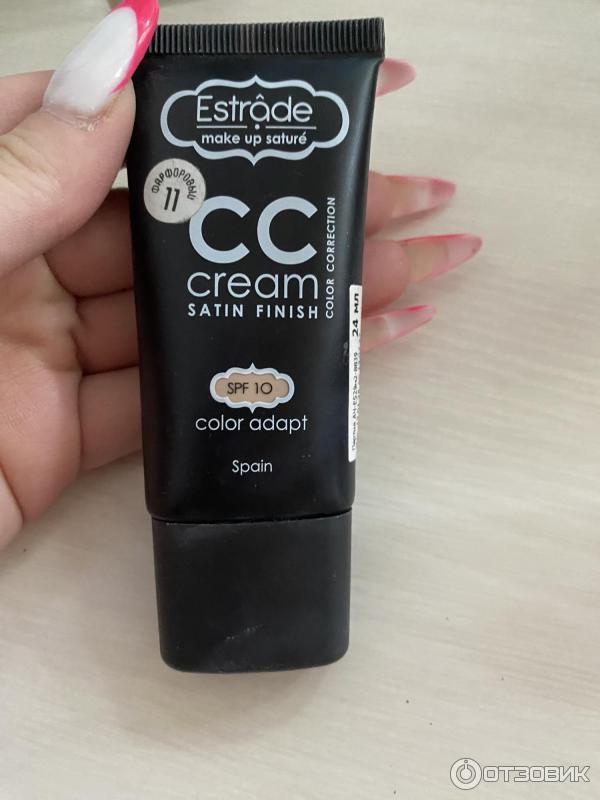 Estrâde
make up saturé
ФАРФОРОВЫЙ
11
CC
cream
SATIN FINISH
COLOR CORRECTION
24 мл
SPF 10
color adapt
Spain
ОТЗОВИК